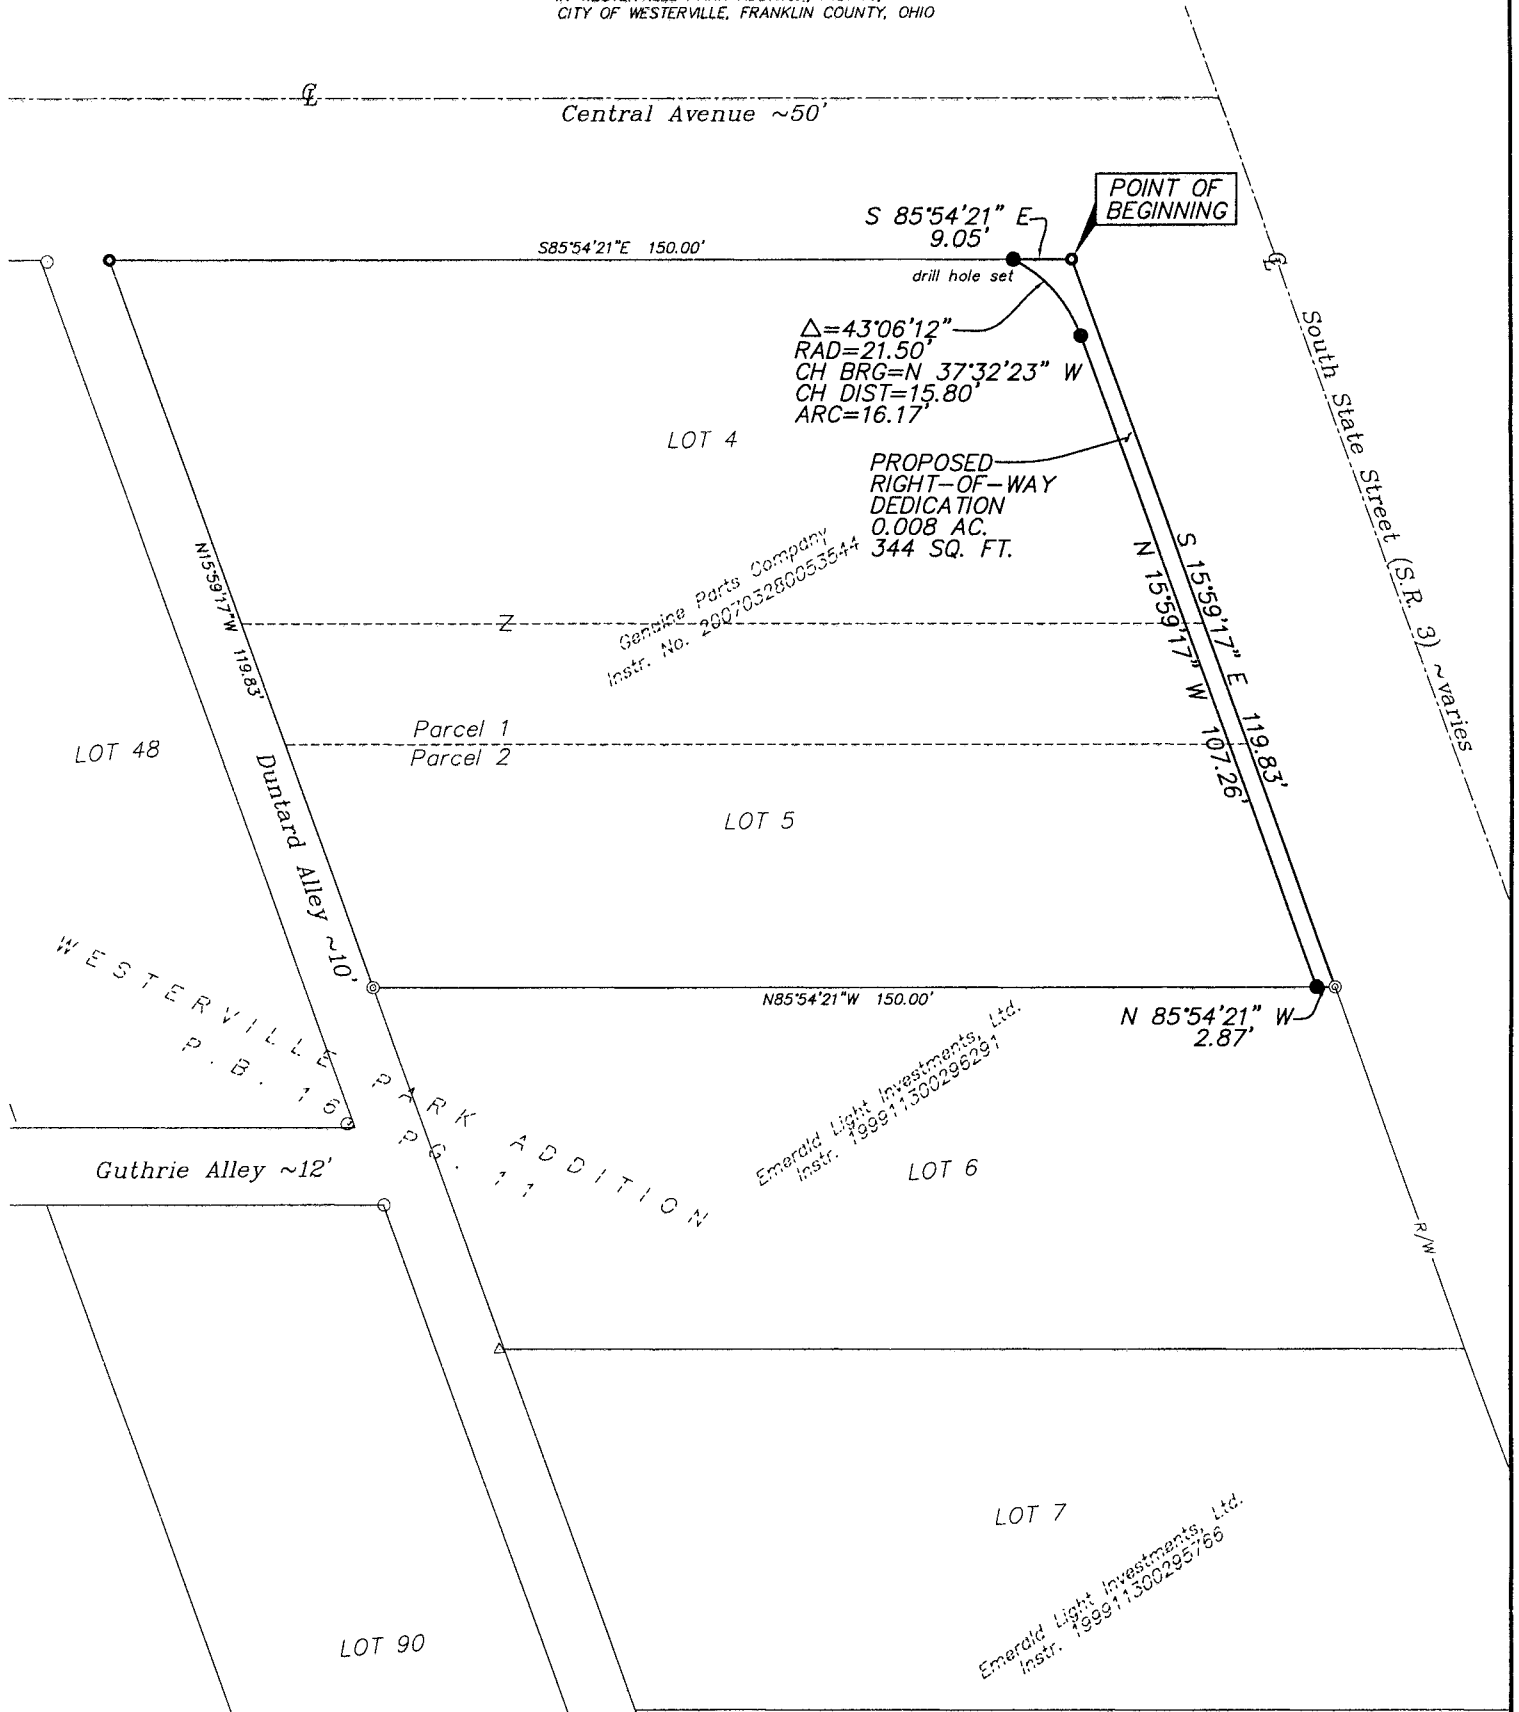 CITY OF WESTERVILLE, FRANKLIN COUNTY, OHIO
℄
Central Avenue ~50'
POINT OF
BEGINNING
S 85°54'21" E
9.05'
S85°54'21"E 150.00'
drill hole set
℄
South State Street (S.R. 3) ~varies
△=43°06'12"
RAD=21.50'
CH BRG=N 37°32'23" W
CH DIST=15.80'
ARC=16.17'
LOT 4
PROPOSED
RIGHT-OF-WAY
DEDICATION
0.008 AC.
344 SQ. FT.
Genuine Parts Company
Instr. No. 200703280053544
N15°59'17"W 119.83'
S 15°59'17" E 119.83'
N 15°59'17" W 107.26'
Z
Parcel 1
Parcel 2
LOT 48
Duntard Alley ~10'
LOT 5
N85°54'21"W 150.00'
N 85°54'21" W
2.87'
WESTERVILLE PARK ADDITION
P.B. 16 PG. 11
Emerald Light Investments, Ltd.
Instr. 199911300296291
LOT 6
Guthrie Alley ~12'
R/W
LOT 7
Emerald Light Investments, Ltd.
Instr. 199911300295766
LOT 90